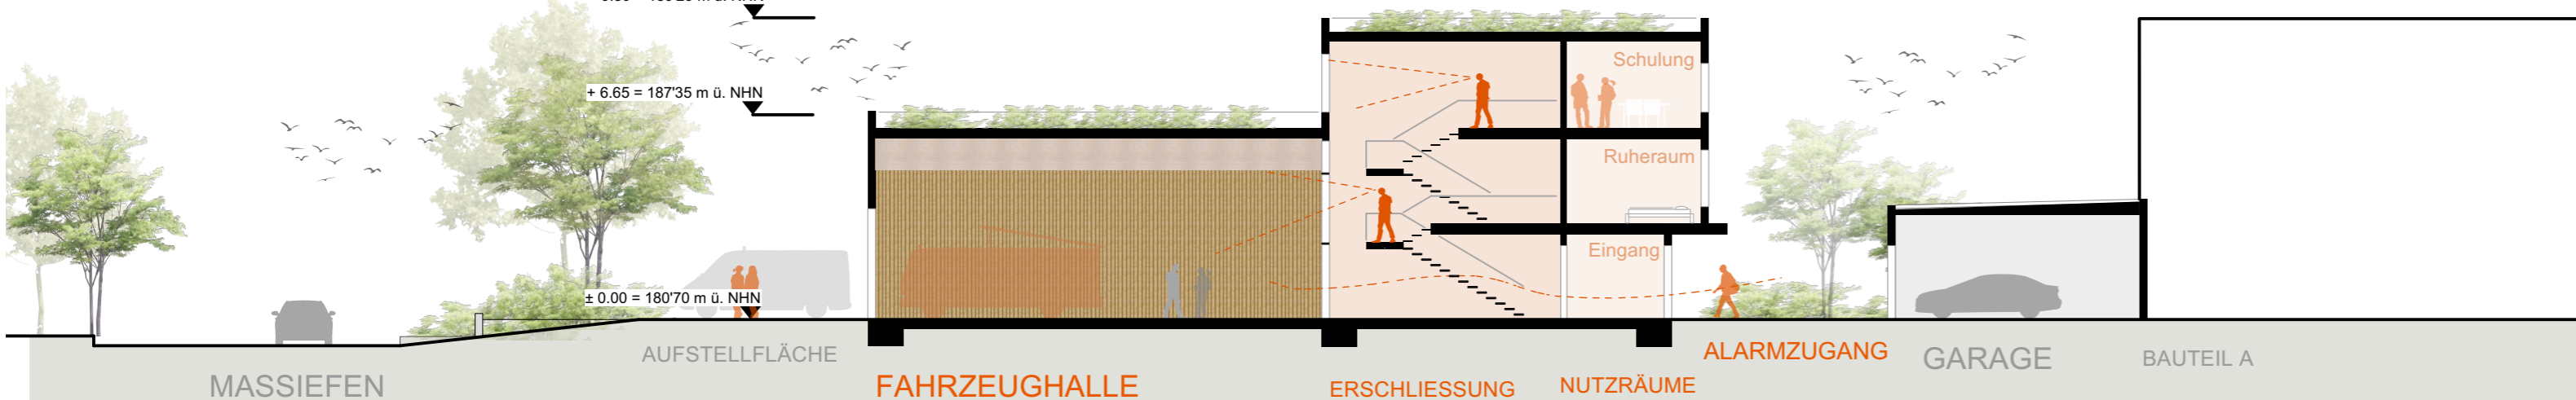 + 6.65 = 187'35 m ü. NHN
± 0.00 = 180'70 m ü. NHN
Schulung
Ruheraum
Eingang
MASSIEFEN
AUFSTELLFLÄCHE
FAHRZEUGHALLE
ERSCHLIESSUNG
NUTZRÄUME
ALARMZUGANG
GARAGE
BAUTEIL A